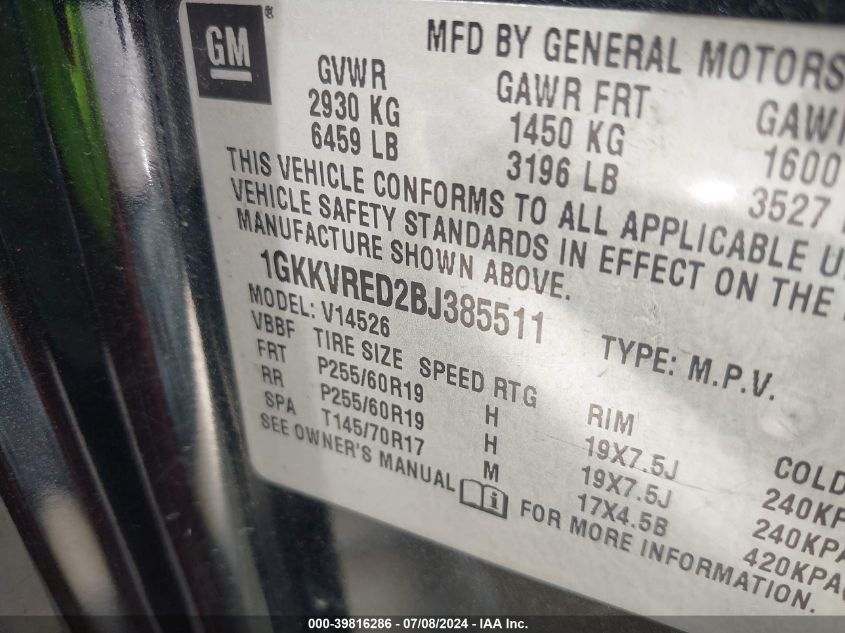 GM ®
MFD BY GENERAL MOTORS
GVWR GAWR FRT
2930 KG 1450 KG 1600
6459 LB 3196 LB 3527
THIS VEHICLE CONFORMS TO ALL APPLICABLE
VEHICLE SAFETY STANDARDS IN EFFECT ON THE
MANUFACTURE SHOWN ABOVE.
1GKKVRED2BJ385511 TYPE: M.P.V.
MODEL: V14526
VBBF TIRE SIZE SPEED RTG RIM COLD
FRT P255/60R19 H 19X7.5J 240KP
RR P255/60R19 H 19X7.5J 240KPA
SPA T145/70R17 M 17X4.5B 420KPA
SEE OWNER'S MANUAL i FOR MORE INFORMATION.
000-39816286 - 07/08/2024 - IAA Inc.